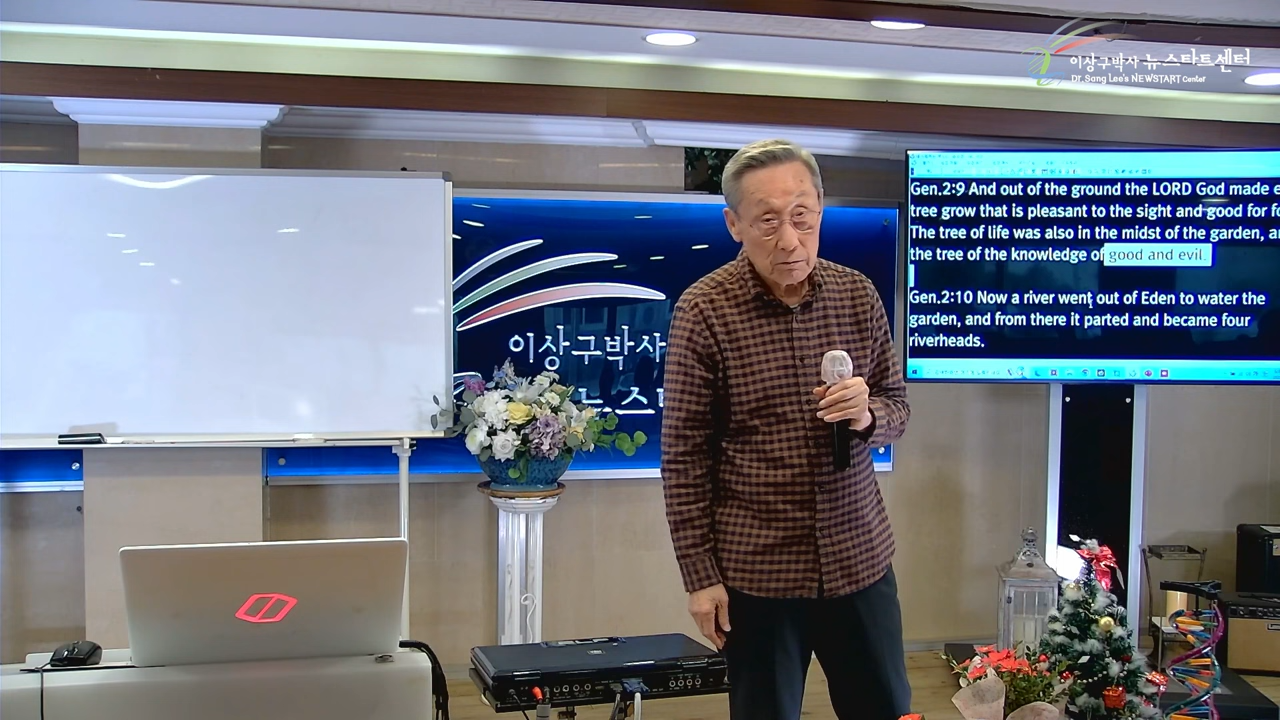 이상구박사 뉴스타트센터
Dr. Sang Lee's NEWSTART Center
Gen.2:9 And out of the ground the LORD God made e
tree grow that is pleasant to the sight and good for f
The tree of life was also in the midst of the garden, a
the tree of the knowledge of good and evil.
Gen.2:10 Now a river went out of Eden to water the
garden, and from there it parted and became four
riverheads.
이상구박사
뉴스타